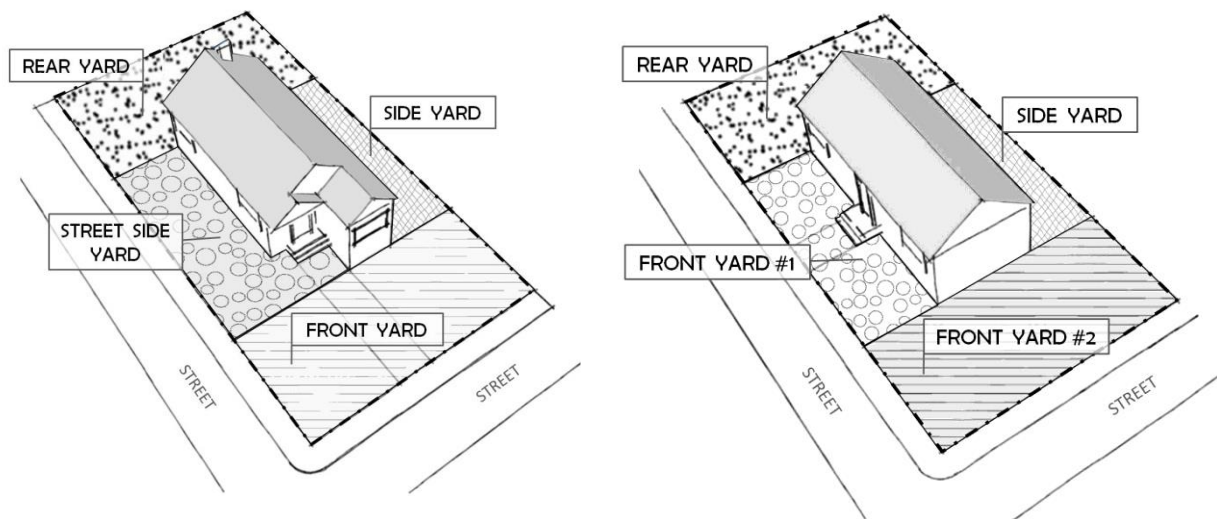 REAR YARD
SIDE YARD
STREET SIDE
YARD
FRONT YARD
STREET
STREET
REAR YARD
SIDE YARD
FRONT YARD #1
FRONT YARD #2
STREET
STREET